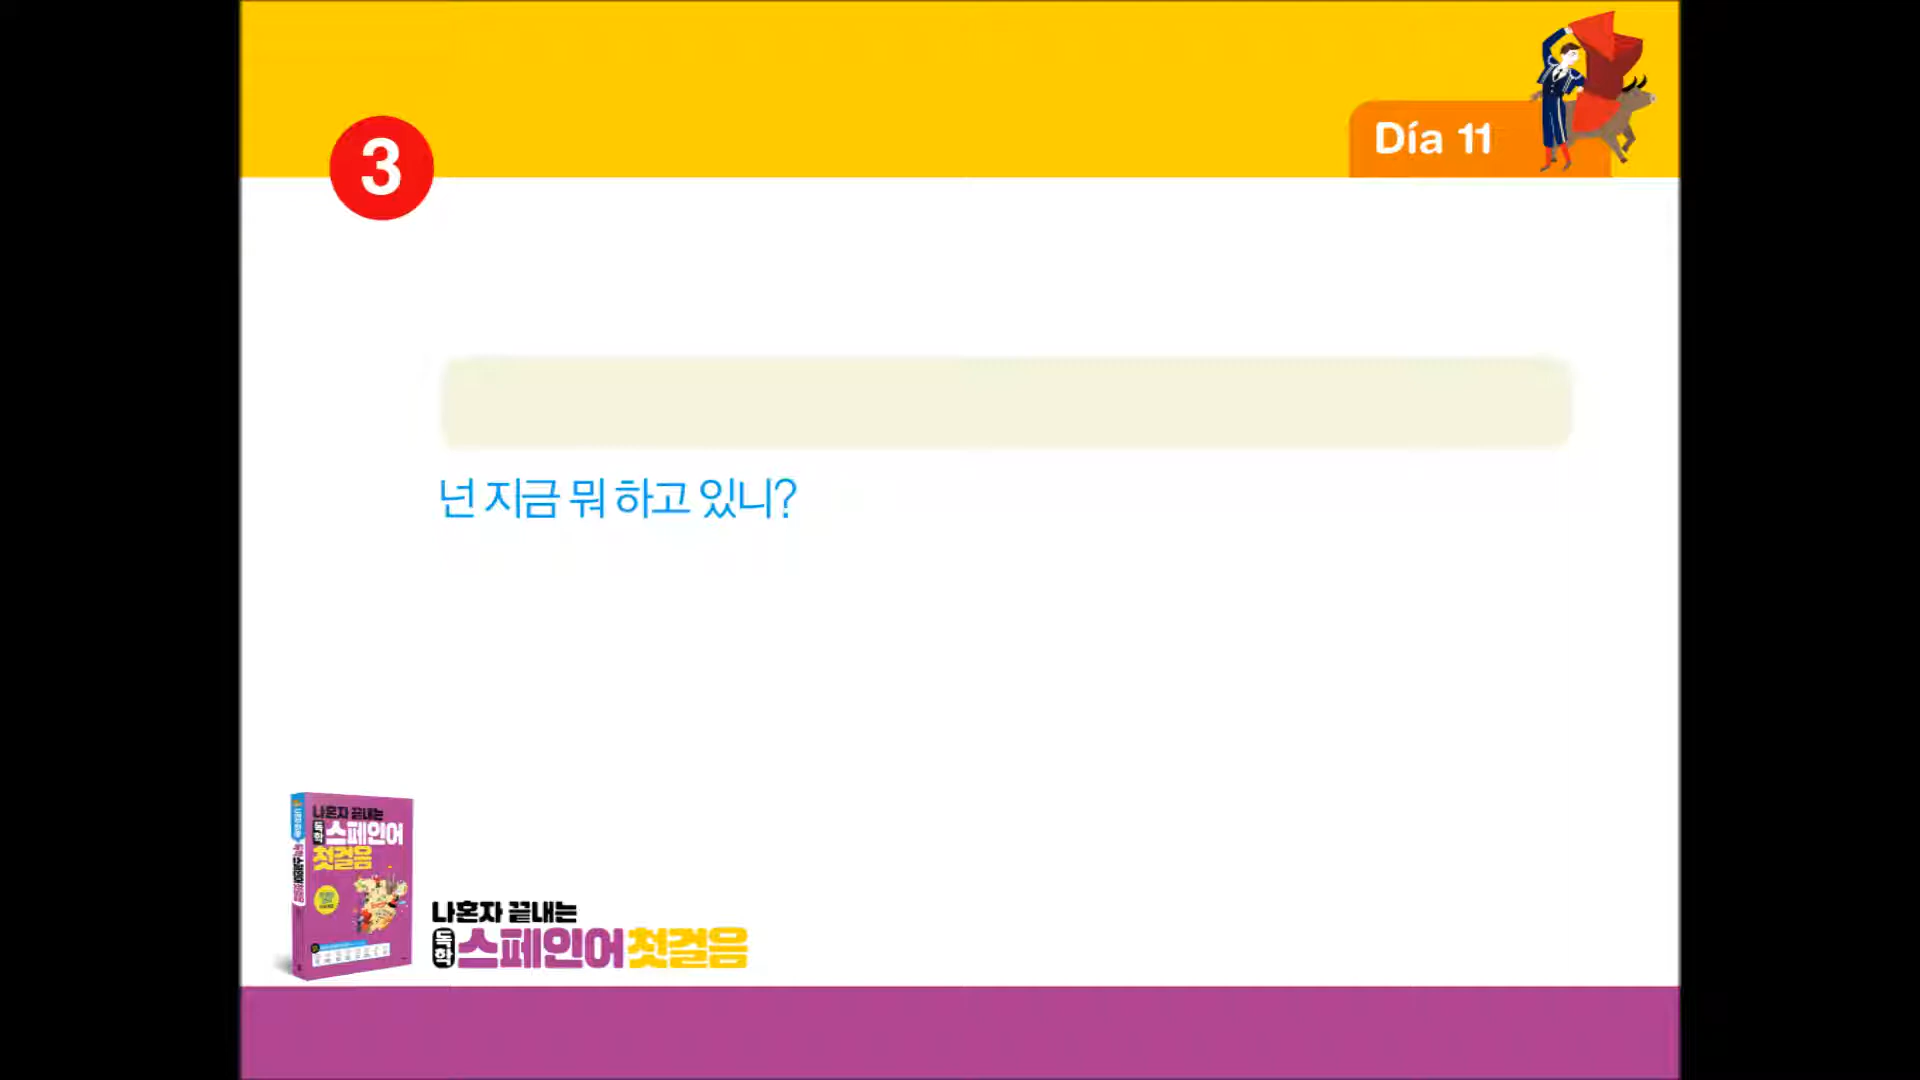 Día 11
3
넌 지금 뭐 하고 있니?
나혼자 끝내는
독학
스페인어
첫걸음
나혼자 끝내는
독학 스페인어 첫걸음